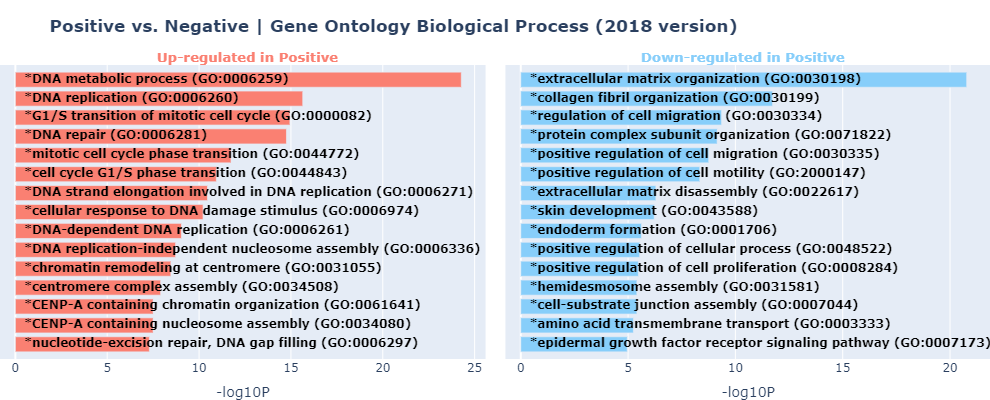 Positive vs. Negative | Gene Ontology Biological Process (2018 version)
Up-regulated in Positive
*DNA metabolic process (GO:0006259)
*DNA replication (GO:0006260)
*G1/S transition of mitotic cell cycle (GO:0000082)
*DNA repair (GO:0006281)
*mitotic cell cycle phase transition (GO:0044772)
*cell cycle G1/S phase transition (GO:0044843)
*DNA strand elongation involved in DNA replication (GO:0006271)
*cellular response to DNA damage stimulus (GO:0006974)
*DNA-dependent DNA replication (GO:0006261)
*DNA replication-independent nucleosome assembly (GO:0006336)
*chromatin remodeling at centromere (GO:0031055)
*centromere complex assembly (GO:0034508)
*CENP-A containing chromatin organization (GO:0061641)
*CENP-A containing nucleosome assembly (GO:0034080)
*nucleotide-excision repair, DNA gap filling (GO:0006297)
0 5 10 15 20 25
-log10P
Down-regulated in Positive
*extracellular matrix organization (GO:0030198)
*collagen fibril organization (GO:0030199)
*regulation of cell migration (GO:0030334)
*protein complex subunit organization (GO:0071822)
*positive regulation of cell migration (GO:0030335)
*positive regulation of cell motility (GO:2000147)
*extracellular matrix disassembly (GO:0022617)
*skin development (GO:0043588)
*endoderm formation (GO:0001706)
*positive regulation of cellular process (GO:0048522)
*positive regulation of cell proliferation (GO:0008284)
*hemidesmosome assembly (GO:0031581)
*cell-substrate junction assembly (GO:0007044)
*amino acid transmembrane transport (GO:0003333)
*epidermal growth factor receptor signaling pathway (GO:0007173)
0 5 10 15 20
-log10P